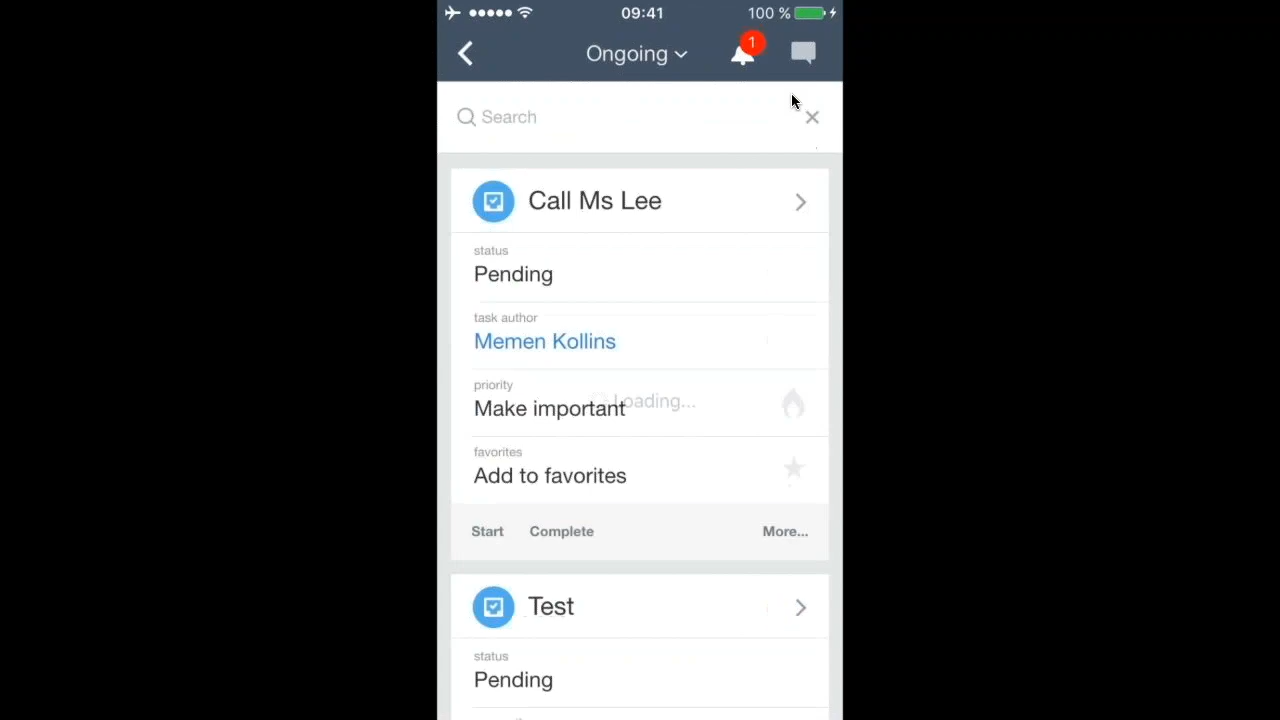 09:41
100 %
Ongoing
1
Search
Call Ms Lee
status
Pending
task author
Memen Kollins
priority
Make important
Loading...
favorites
Add to favorites
Start Complete More...
Test
status
Pending